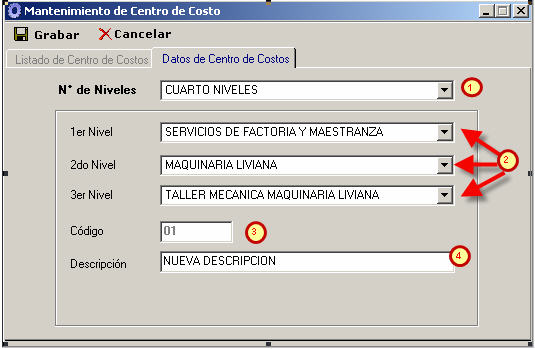 Mantenimiento de Centro de Costo
Grabar Cancelar
Listado de Centro de Costos Datos de Centro de Costos
N° de Niveles CUARTO NIVELES 1
1er Nivel SERVICIOS DE FACTORIA Y MAESTRANZA
2do Nivel MAQUINARIA LIVIANA 2
3er Nivel TALLER MECANICA MAQUINARIA LIVIANA
Código 01 3
Descripción NUEVA DESCRIPCION 4